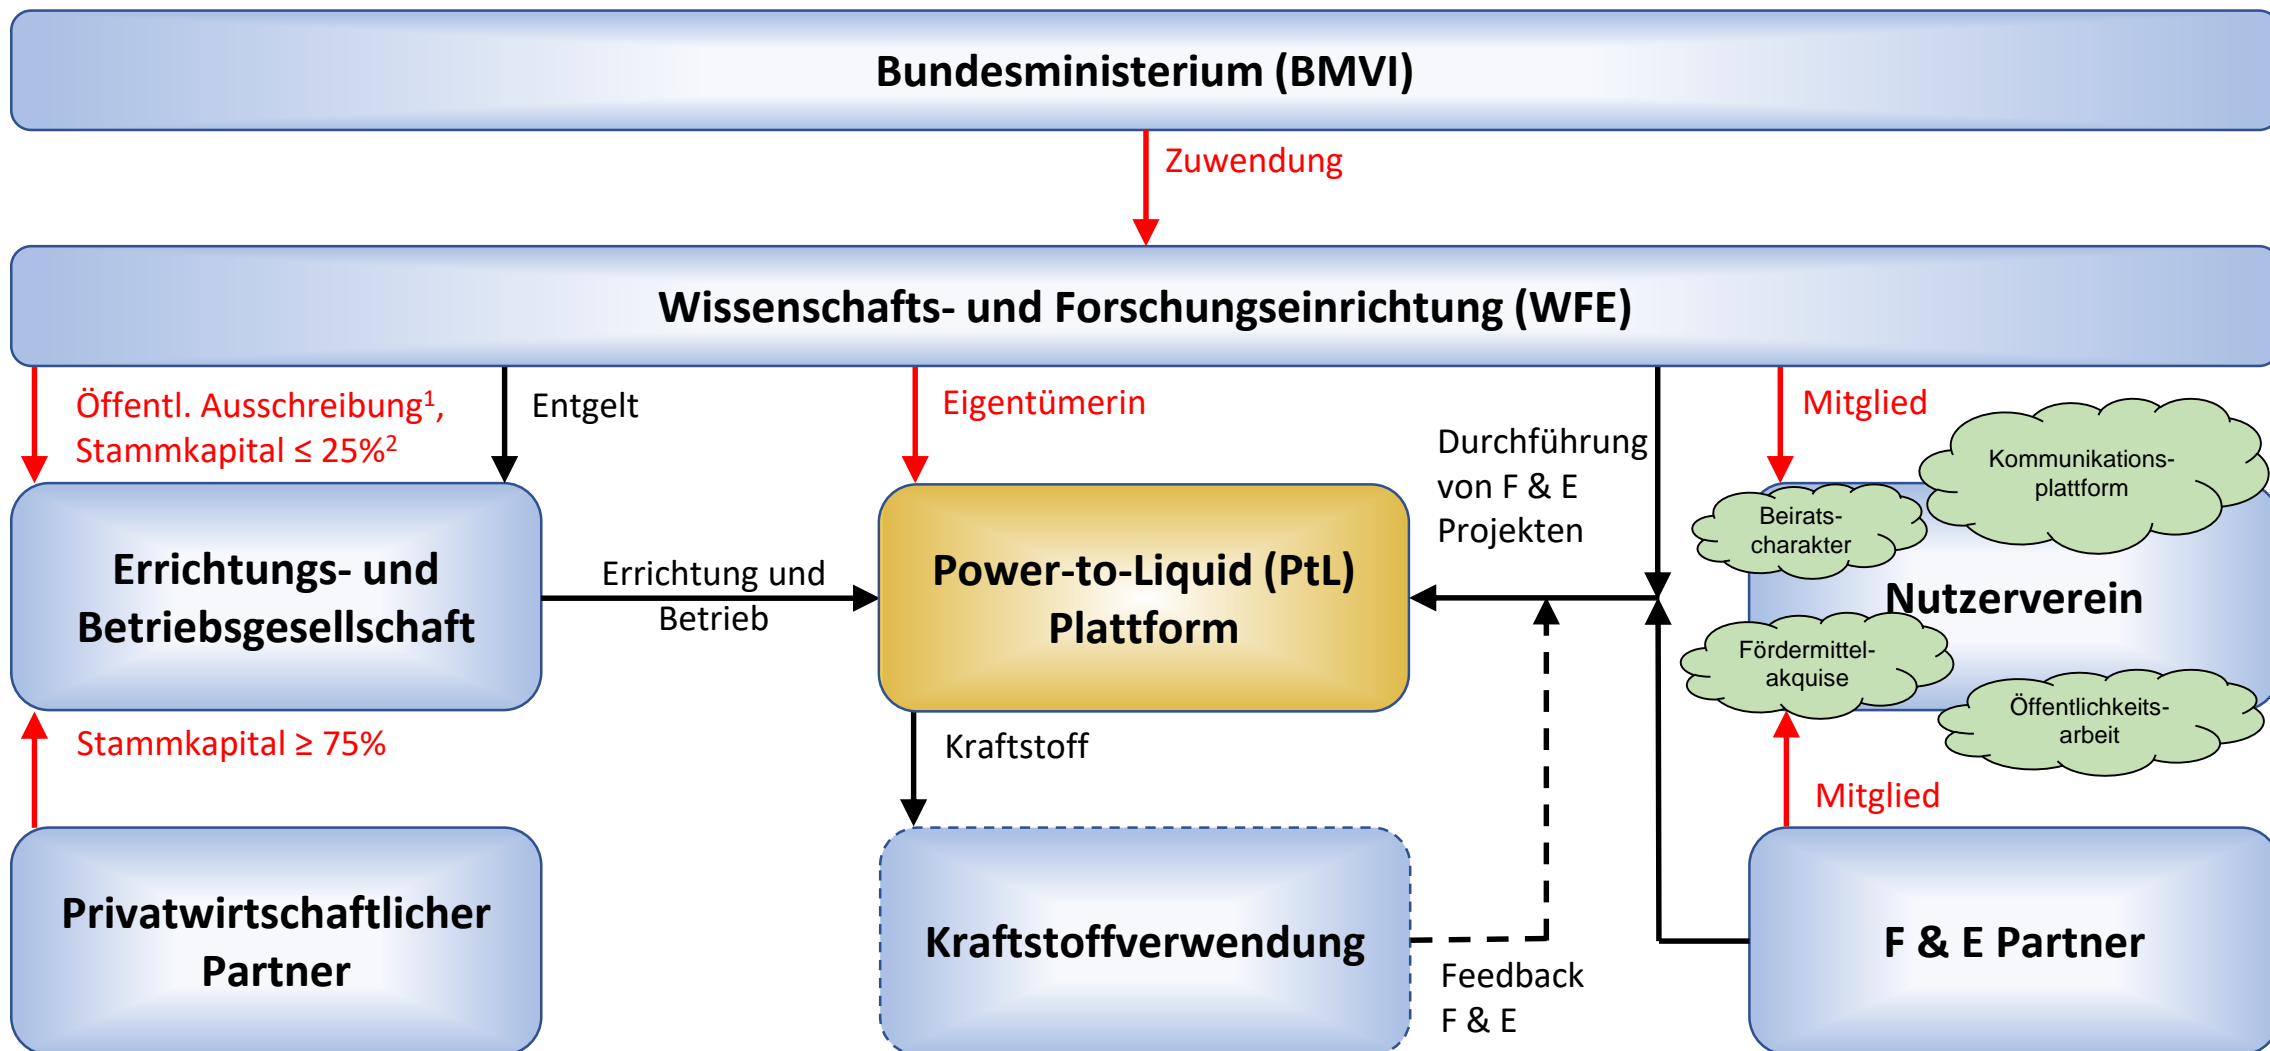 Bundesministerium (BMVI)
Zuwendung
Wissenschafts- und Forschungseinrichtung (WFE)
Öffentl. Ausschreibung¹,
Stammkapital ≤ 25%²
Entgelt
Eigentümerin
Durchführung
von F & E
Projekten
Mitglied
Kommunikations-
plattform
Beirats-
charakter
Errichtungs- und
Betriebsgesellschaft
Errichtung und
Betrieb
Power-to-Liquid (PtL)
Plattform
Nutzerverein
Fördermittel-
akquise
Öffentlichkeits-
arbeit
Stammkapital ≥ 75%
Kraftstoff
Mitglied
Privatwirtschaftlicher
Partner
Kraftstoffverwendung
Feedback
F & E
F & E Partner